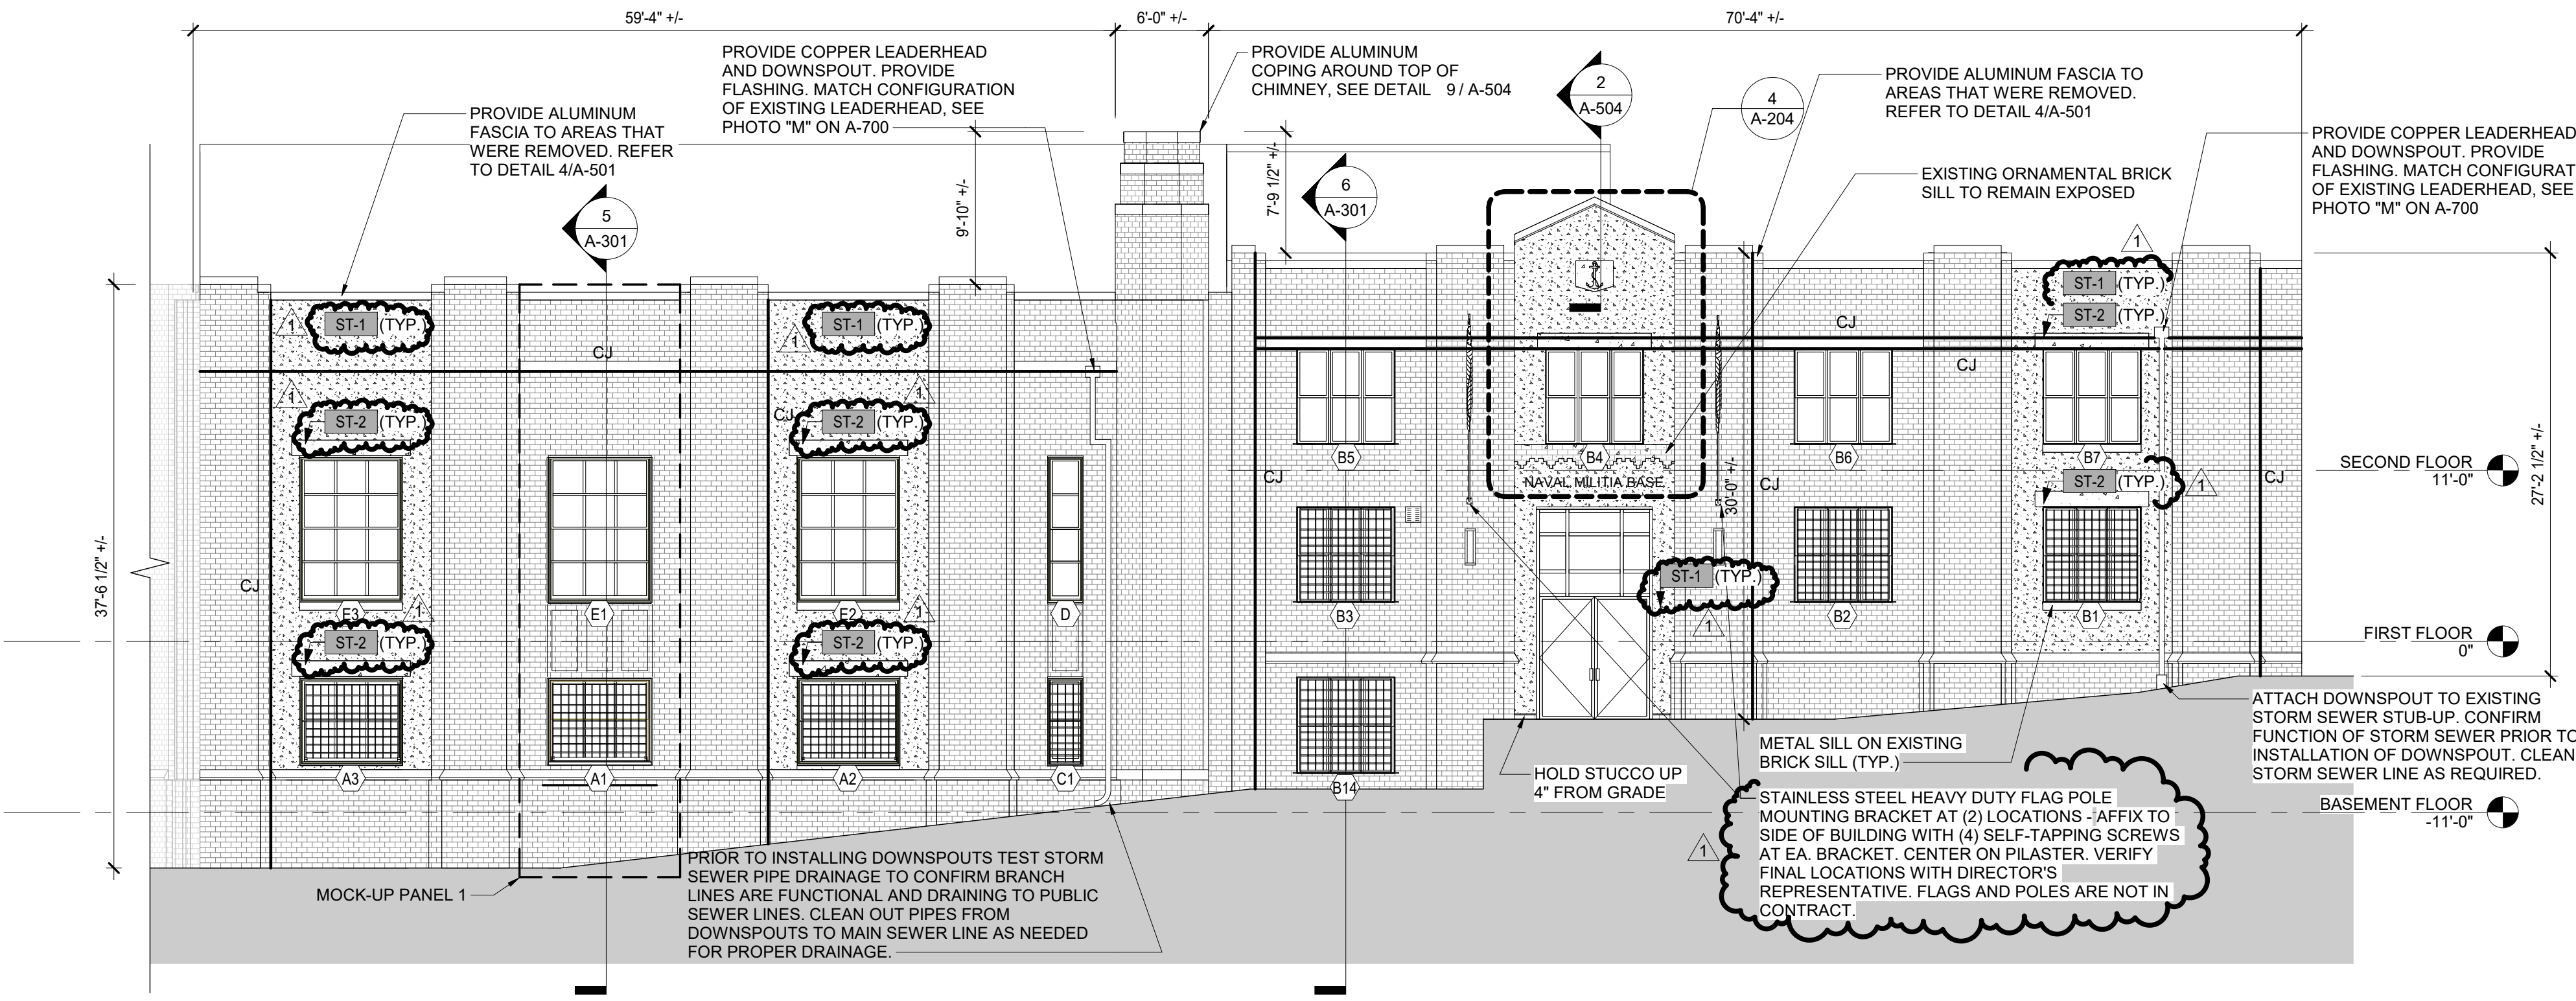 59'-4" +/-
6'-0" +/-
70'-4" +/-
PROVIDE COPPER LEADERHEAD
AND DOWNSPOUT. PROVIDE
FLASHING. MATCH CONFIGURATION
OF EXISTING LEADERHEAD, SEE
PHOTO "M" ON A-700
PROVIDE ALUMINUM
COPING AROUND TOP OF
CHIMNEY, SEE DETAIL 9 / A-504
2
A-504
4
A-204
PROVIDE ALUMINUM FASCIA TO
AREAS THAT WERE REMOVED.
REFER TO DETAIL 4/A-501
PROVIDE ALUMINUM
FASCIA TO AREAS THAT
WERE REMOVED. REFER
TO DETAIL 4/A-501
PROVIDE COPPER LEADERHEAD
AND DOWNSPOUT. PROVIDE
FLASHING. MATCH CONFIGURAT
OF EXISTING LEADERHEAD, SEE
PHOTO "M" ON A-700
EXISTING ORNAMENTAL BRICK
SILL TO REMAIN EXPOSED
5
A-301
9'-10" +/-
7'-9 1/2" +/-
6
A-301
1
ST-1 (TYP.)
ST-2 (TYP.)
1
ST-1 (TYP.)
1
ST-1 (TYP.)
CJ
CJ
CJ
1
ST-2 (TYP.)
CJ
1
ST-2 (TYP.)
B5
B4
B6
B7
CJ
NAVAL MILITIA BASE
30'-0" +/-
CJ
ST-2 (TYP.)
1
CJ
SECOND FLOOR
11'-0"
27'-2 1/2" +/-
37'-6 1/2" +/-
CJ
ST-1 (TYP.)
1
E3
1
E1
E2
1
D
B3
B2
B1
ST-2 (TYP.)
ST-2 (TYP.)
FIRST FLOOR
0"
A3
A1
A2
C1
B14
HOLD STUCCO UP
4" FROM GRADE
METAL SILL ON EXISTING
BRICK SILL (TYP.)
ATTACH DOWNSPOUT TO EXISTING
STORM SEWER STUB-UP. CONFIRM
FUNCTION OF STORM SEWER PRIOR TO
INSTALLATION OF DOWNSPOUT. CLEAN
STORM SEWER LINE AS REQUIRED.
BASEMENT FLOOR
-11'-0"
1
STAINLESS STEEL HEAVY DUTY FLAG POLE
MOUNTING BRACKET AT (2) LOCATIONS - AFFIX TO
SIDE OF BUILDING WITH (4) SELF-TAPPING SCREWS
AT EA. BRACKET. CENTER ON PILASTER. VERIFY
FINAL LOCATIONS WITH DIRECTOR'S
REPRESENTATIVE. FLAGS AND POLES ARE NOT IN
CONTRACT.
MOCK-UP PANEL 1
PRIOR TO INSTALLING DOWNSPOUTS TEST STORM
SEWER PIPE DRAINAGE TO CONFIRM BRANCH
LINES ARE FUNCTIONAL AND DRAINING TO PUBLIC
SEWER LINES. CLEAN OUT PIPES FROM
DOWNSPOUTS TO MAIN SEWER LINE AS NEEDED
FOR PROPER DRAINAGE.